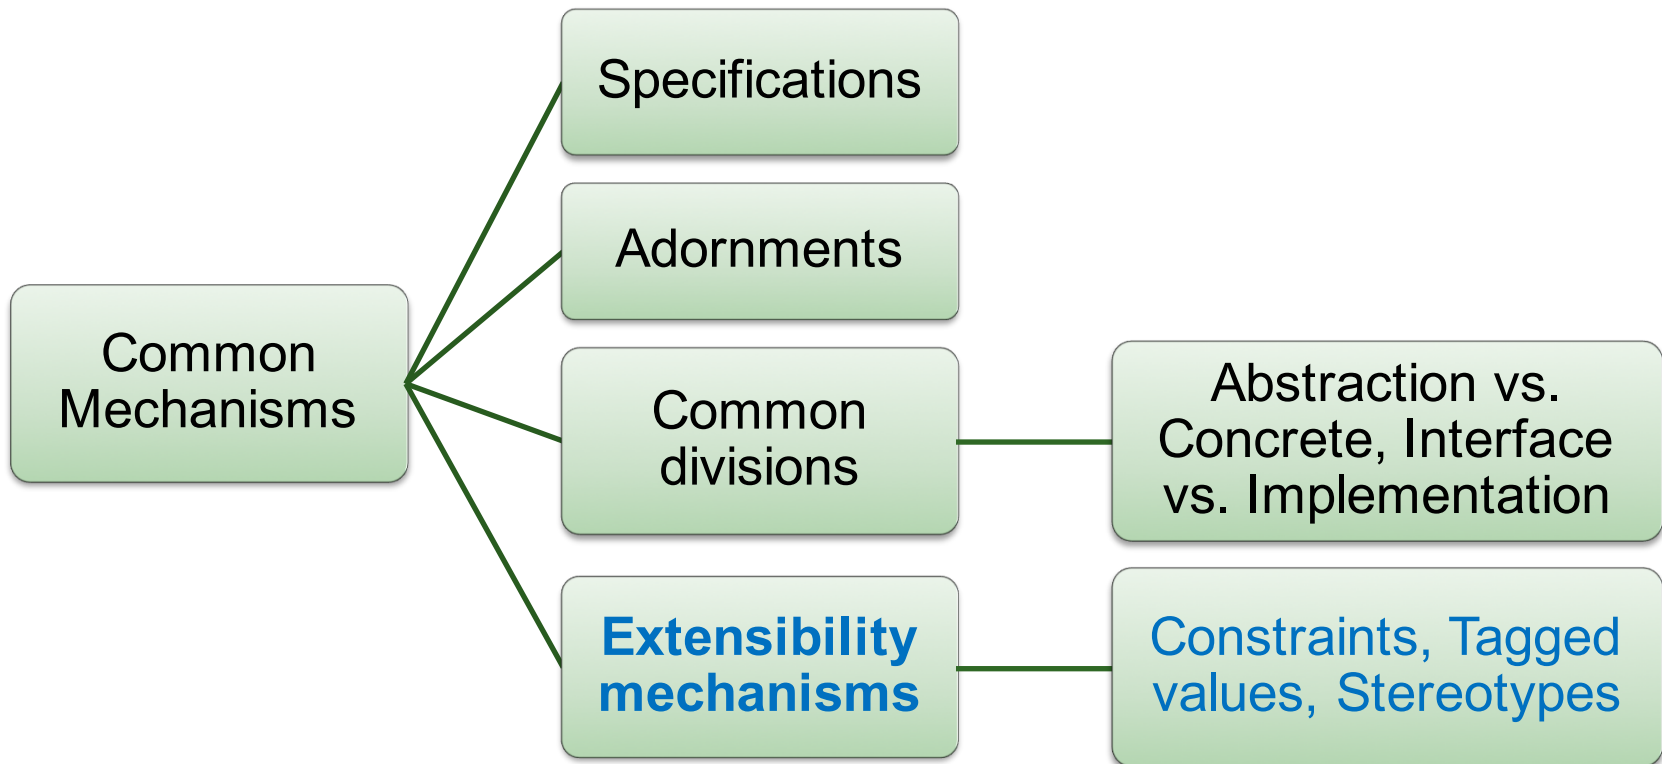 Common
Mechanisms
Specifications
Adornments
Common
divisions
Abstraction vs.
Concrete, Interface
vs. Implementation
Extensibility
mechanisms
Constraints, Tagged
values, Stereotypes